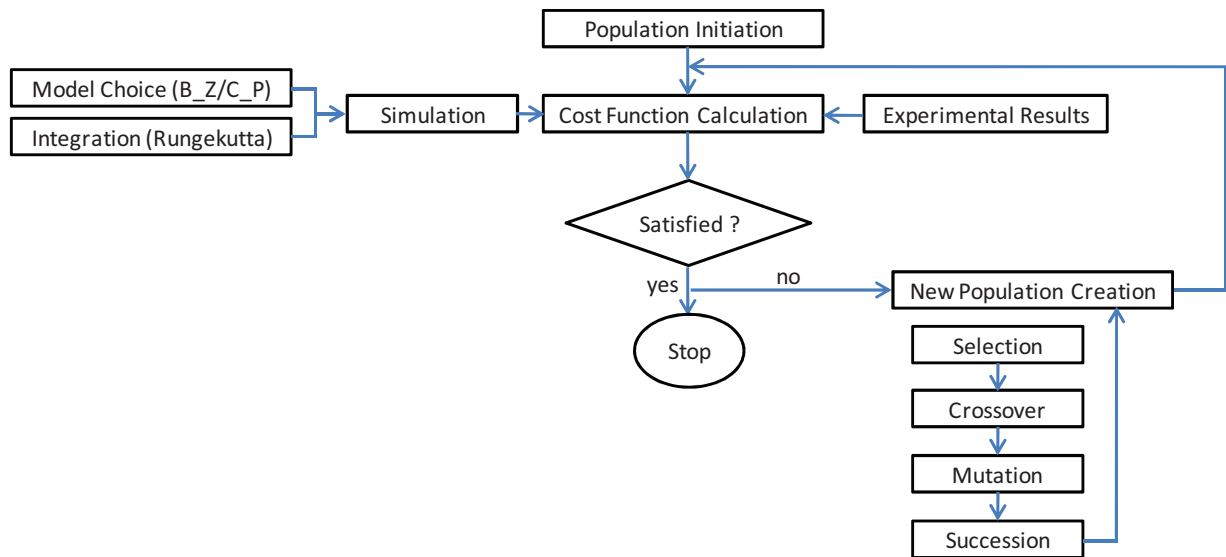 Population Initiation
Model Choice (B_Z/C_P)
Integration (Rungekutta)
Simulation
Cost Function Calculation
Experimental Results
Satisfied ?
yes
no
New Population Creation
Stop
Selection
Crossover
Mutation
Succession